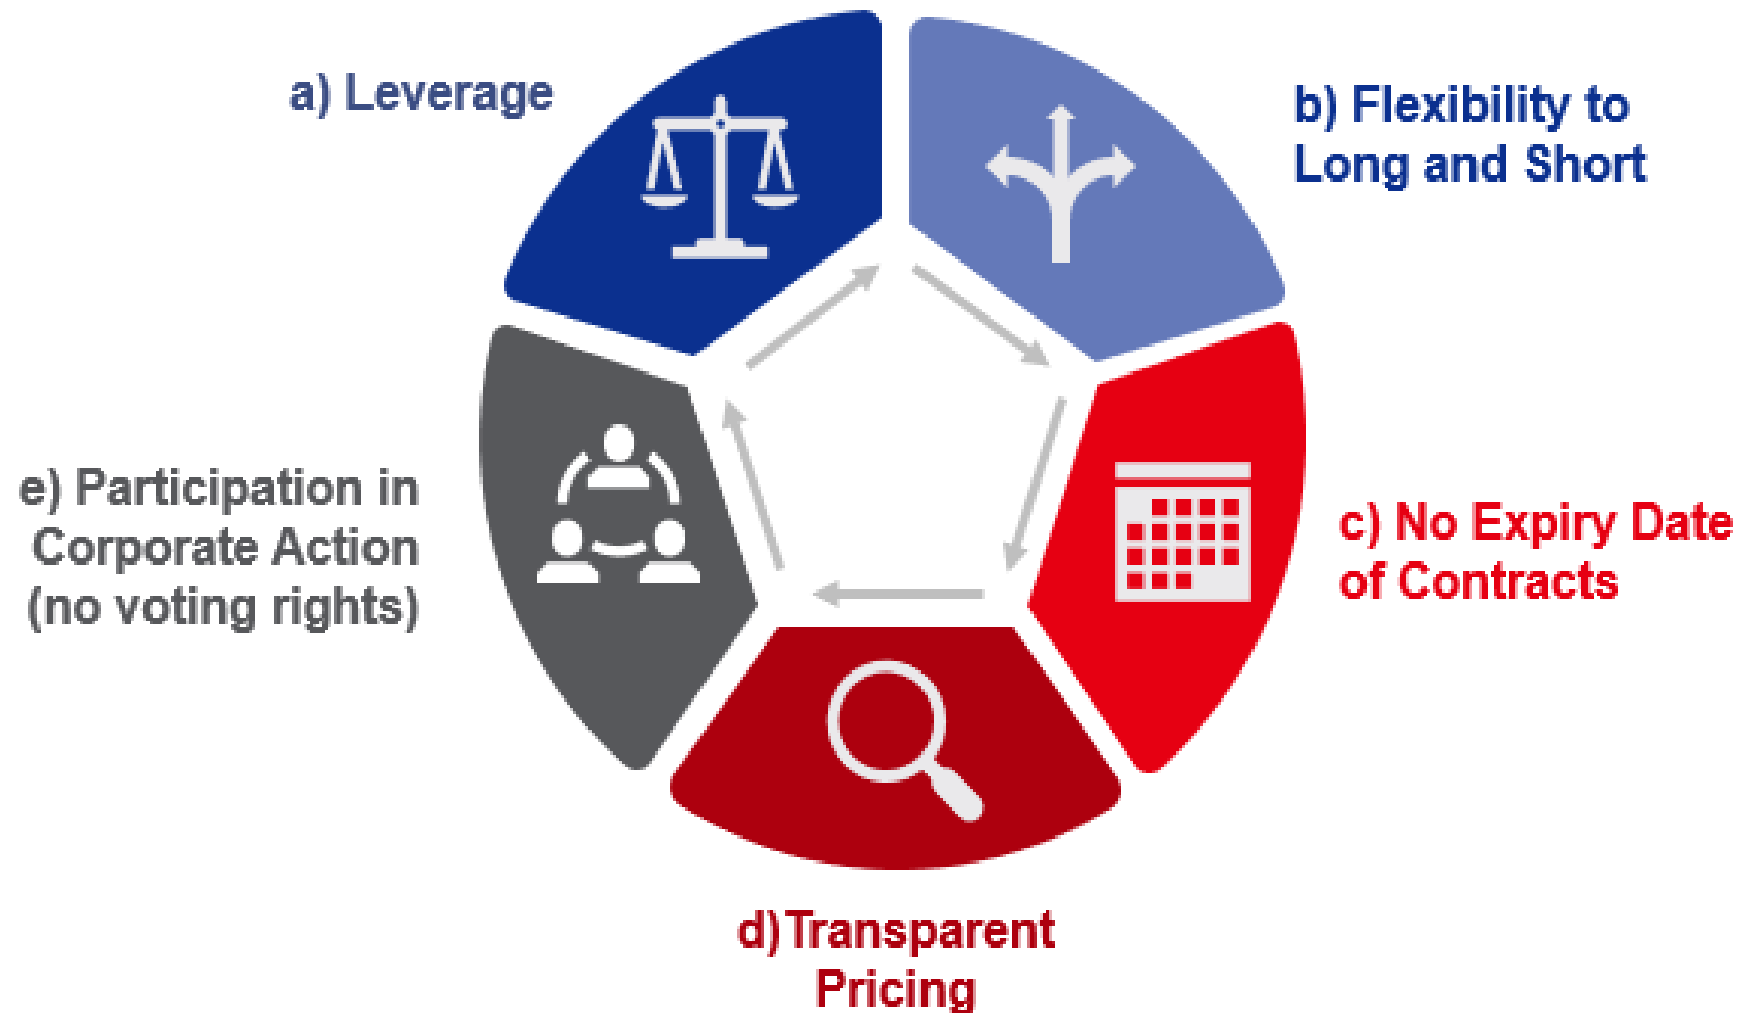 a) Leverage
b) Flexibility to
Long and Short
c) No Expiry Date
of Contracts
d) Transparent
Pricing
e) Participation in
Corporate Action
(no voting rights)